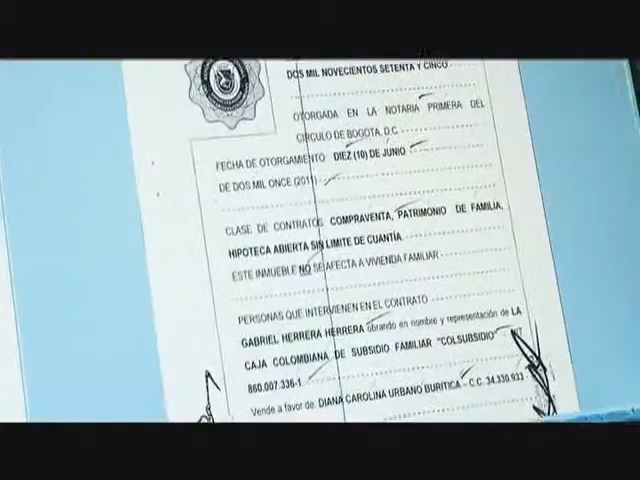 DOS MIL NOVECIENTOS SETENTA Y CINCO
OTORGADA EN LA NOTARIA PRIMERA DEL
CIRCULO DE BOGOTA, D.C.
FECHA DE OTORGAMIENTO DIEZ (10) DE JUNIO
DE DOS MIL ONCE (2011)
CLASE DE CONTRATOS COMPRAVENTA, PATRIMONIO DE FAMILIA,
HIPOTECA ABIERTA SIN LIMITE DE CUANTÍA
ESTE INMUEBLE NO SE AFECTA A VIVIENDA FAMILIAR
PERSONAS QUE INTERVIENEN EN EL CONTRATO
GABRIEL HERRERA HERRERA obrando en nombre y representación de LA
CAJA COLOMBIANA DE SUBSIDIO FAMILIAR "COLSUBSIDIO"
860.007.336-1
Vende a favor de: DIANA CAROLINA URBANO BURITICA - C.C. 34.330.933